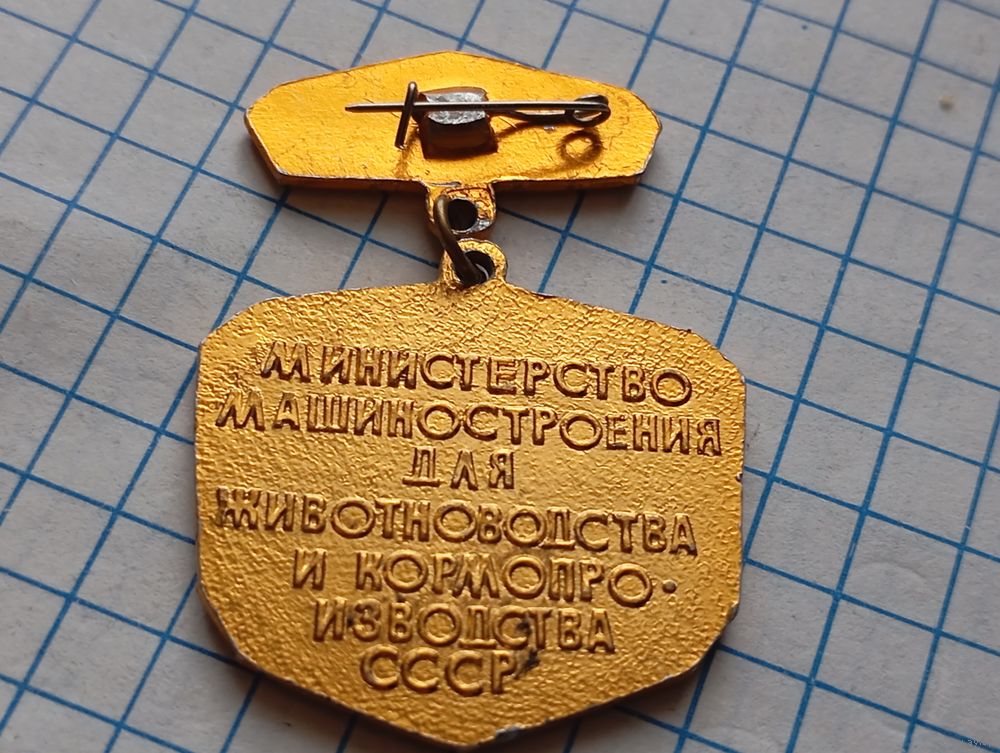 МИНИСТЕРСТВО
МАШИНОСТРОЕНИЯ
ДЛЯ
ЖИВОТНОВОДСТВА
И КОРМОПРО-
ИЗВОДСТВА
СССР